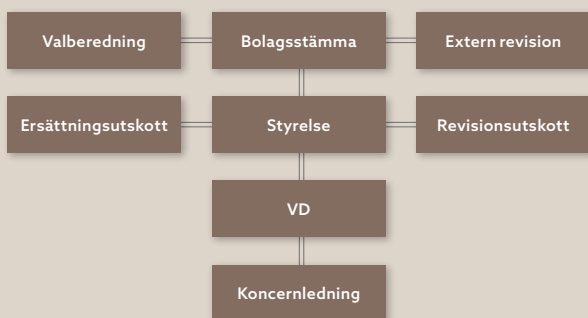 Valberedning
Bolagsstämma
Extern revision
Ersättningsutskott
Styrelse
Revisionsutskott
VD
Koncernledning